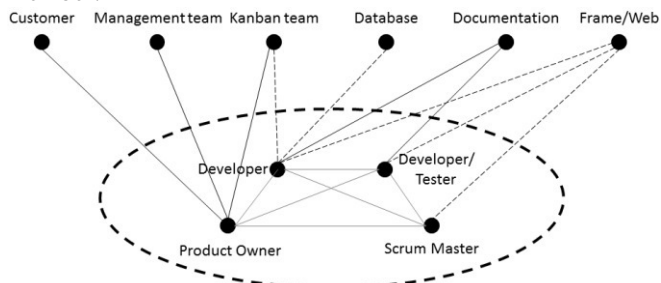 Customer Management team Kanban team Database Documentation Frame/Web
Developer
Developer/
Tester
Product Owner Scrum Master